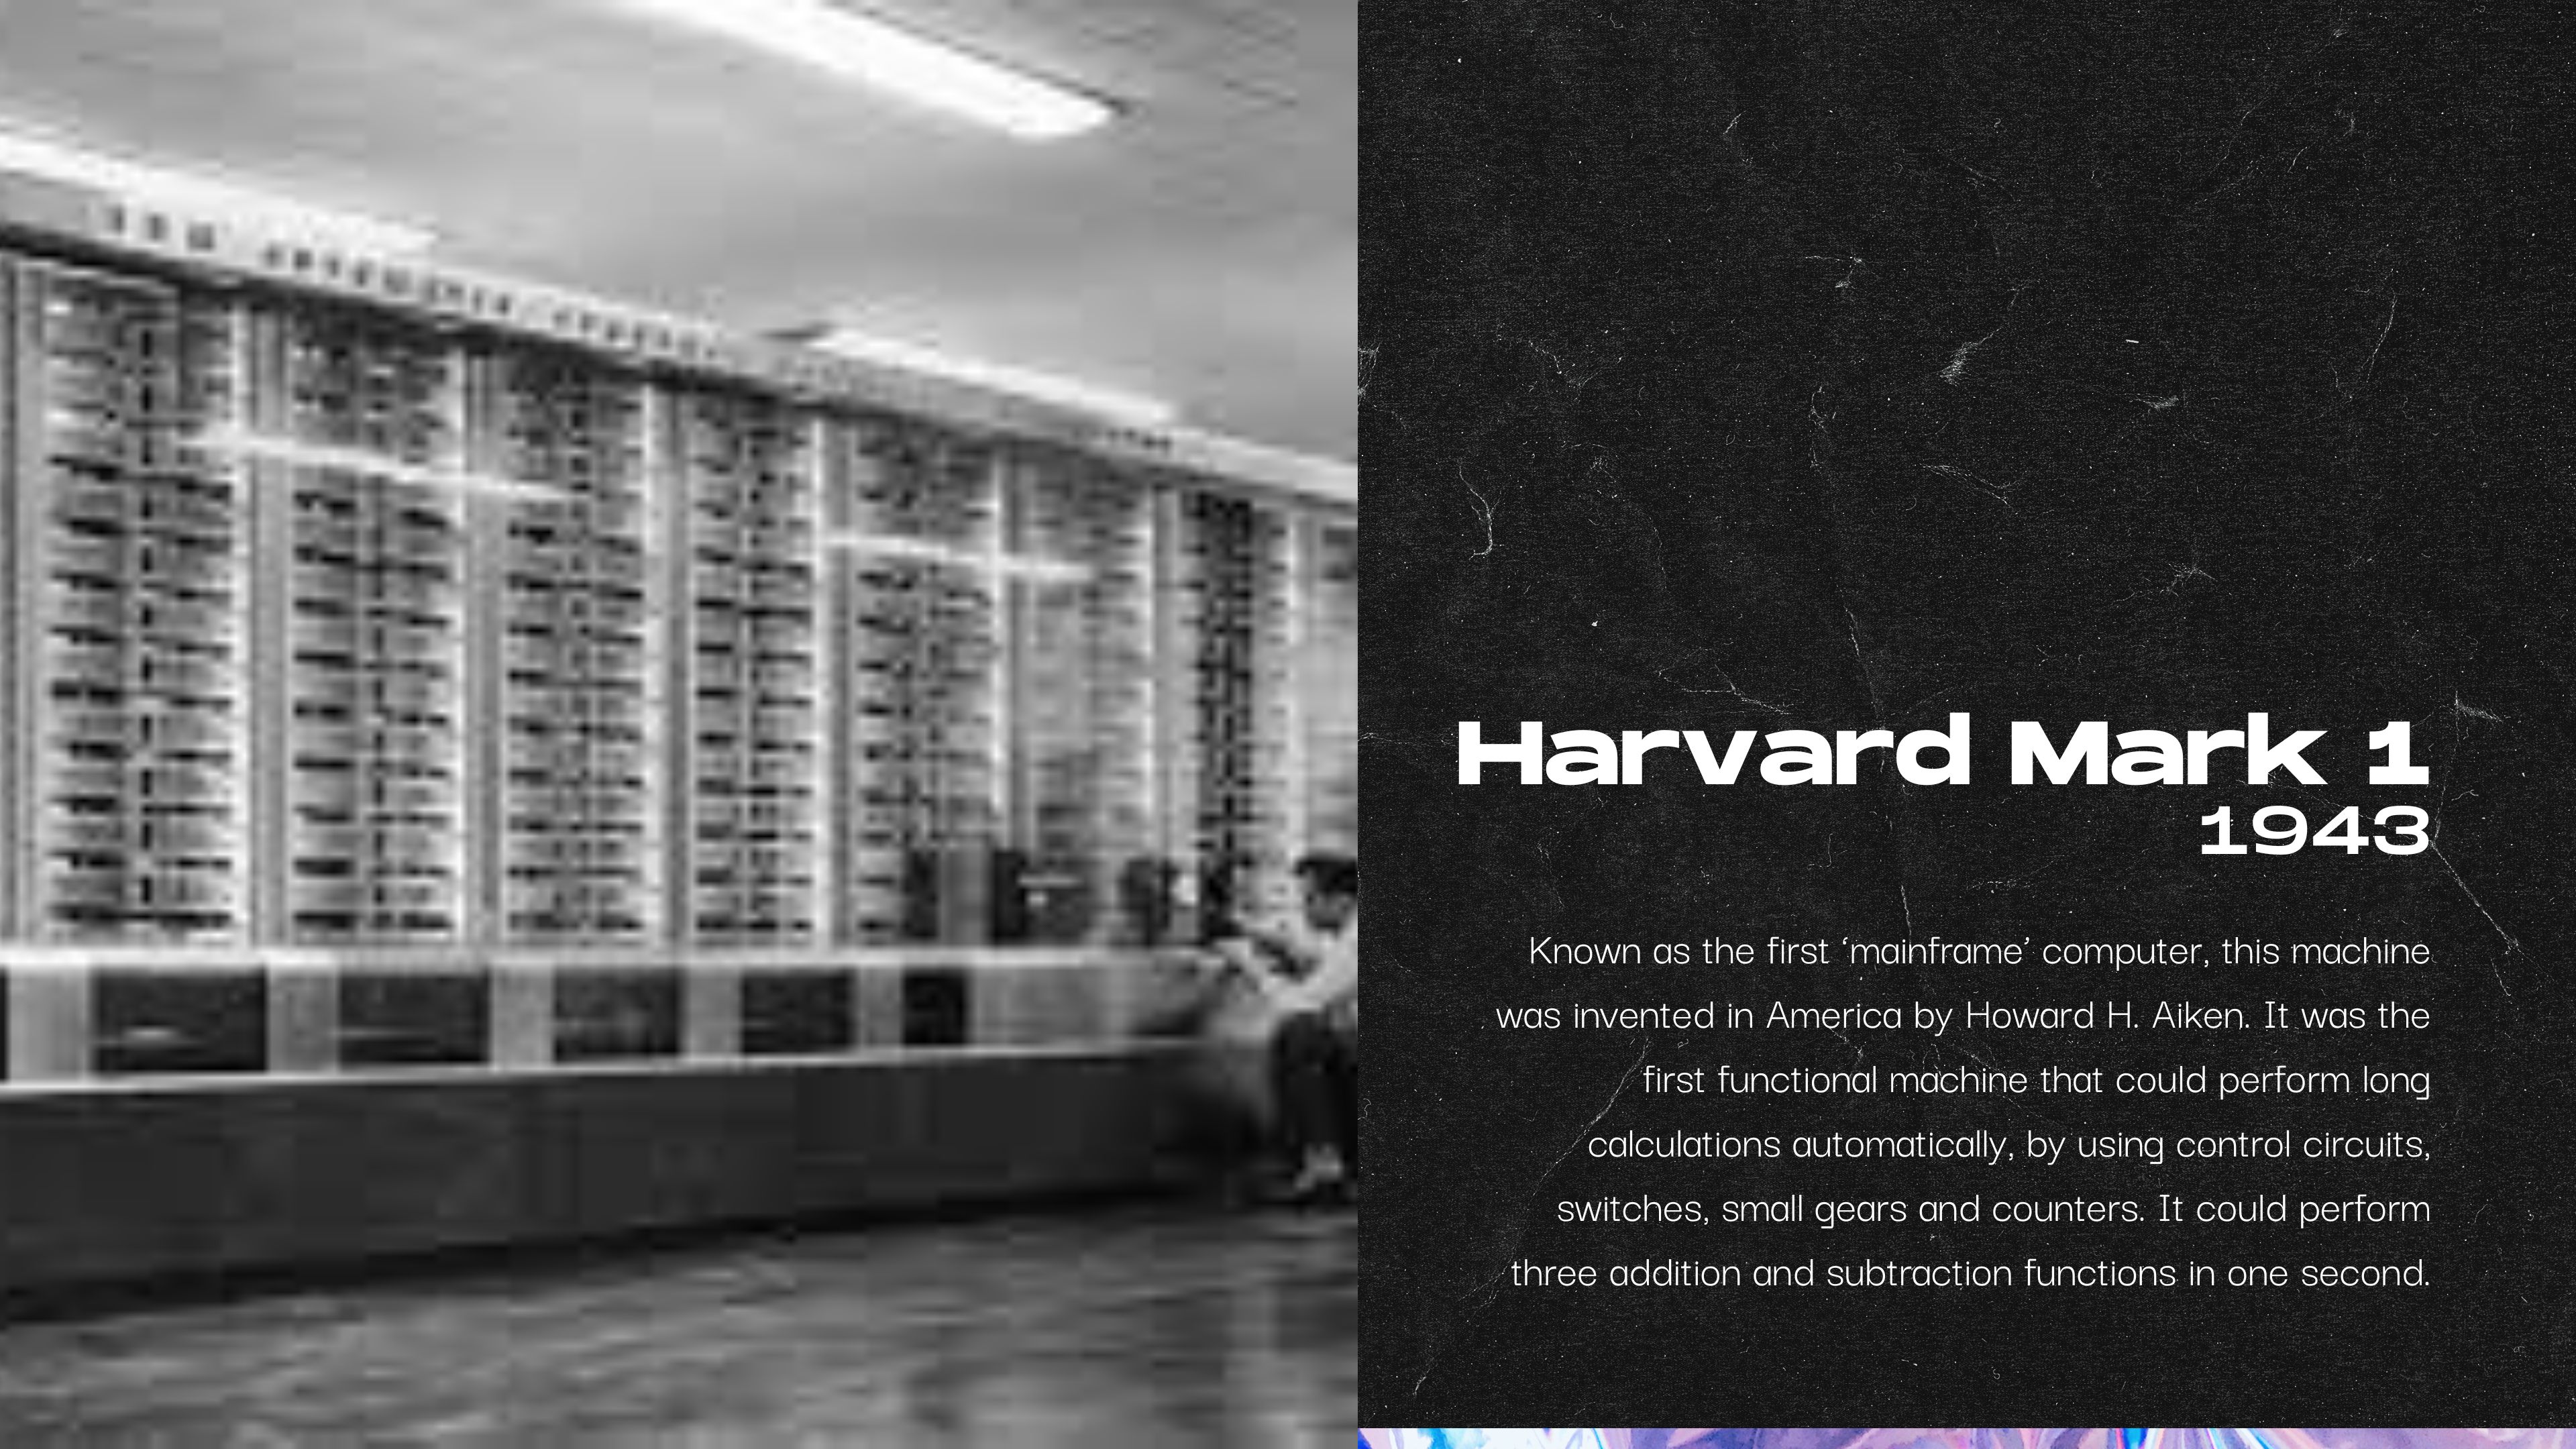 Harvard Mark 1
1943
Known as the first ‘mainframe’ computer, this machine
was invented in America by Howard H. Aiken. It was the
first functional machine that could perform long
calculations automatically, by using control circuits,
switches, small gears and counters. It could perform
three addition and subtraction functions in one second.